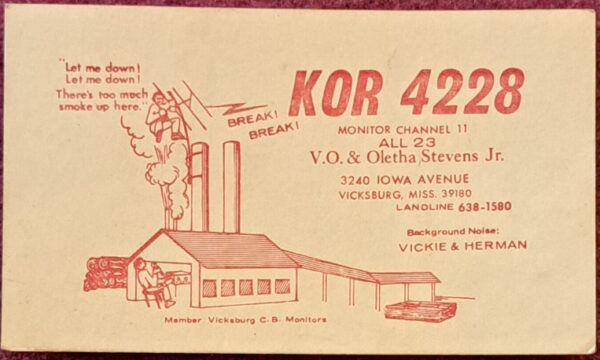 "Let me down!
Let me down!
There's too much
smoke up here."
BREAK!
BREAK!
KOR 4228
MONITOR CHANNEL 11
ALL 23
V.O. & Oletha Stevens Jr.
3240 IOWA AVENUE
VICKSBURG, MISS. 39180
LANDLINE 638-1580
Background Noise:
VICKIE & HERMAN
Member Vicksburg C.B. Monitors